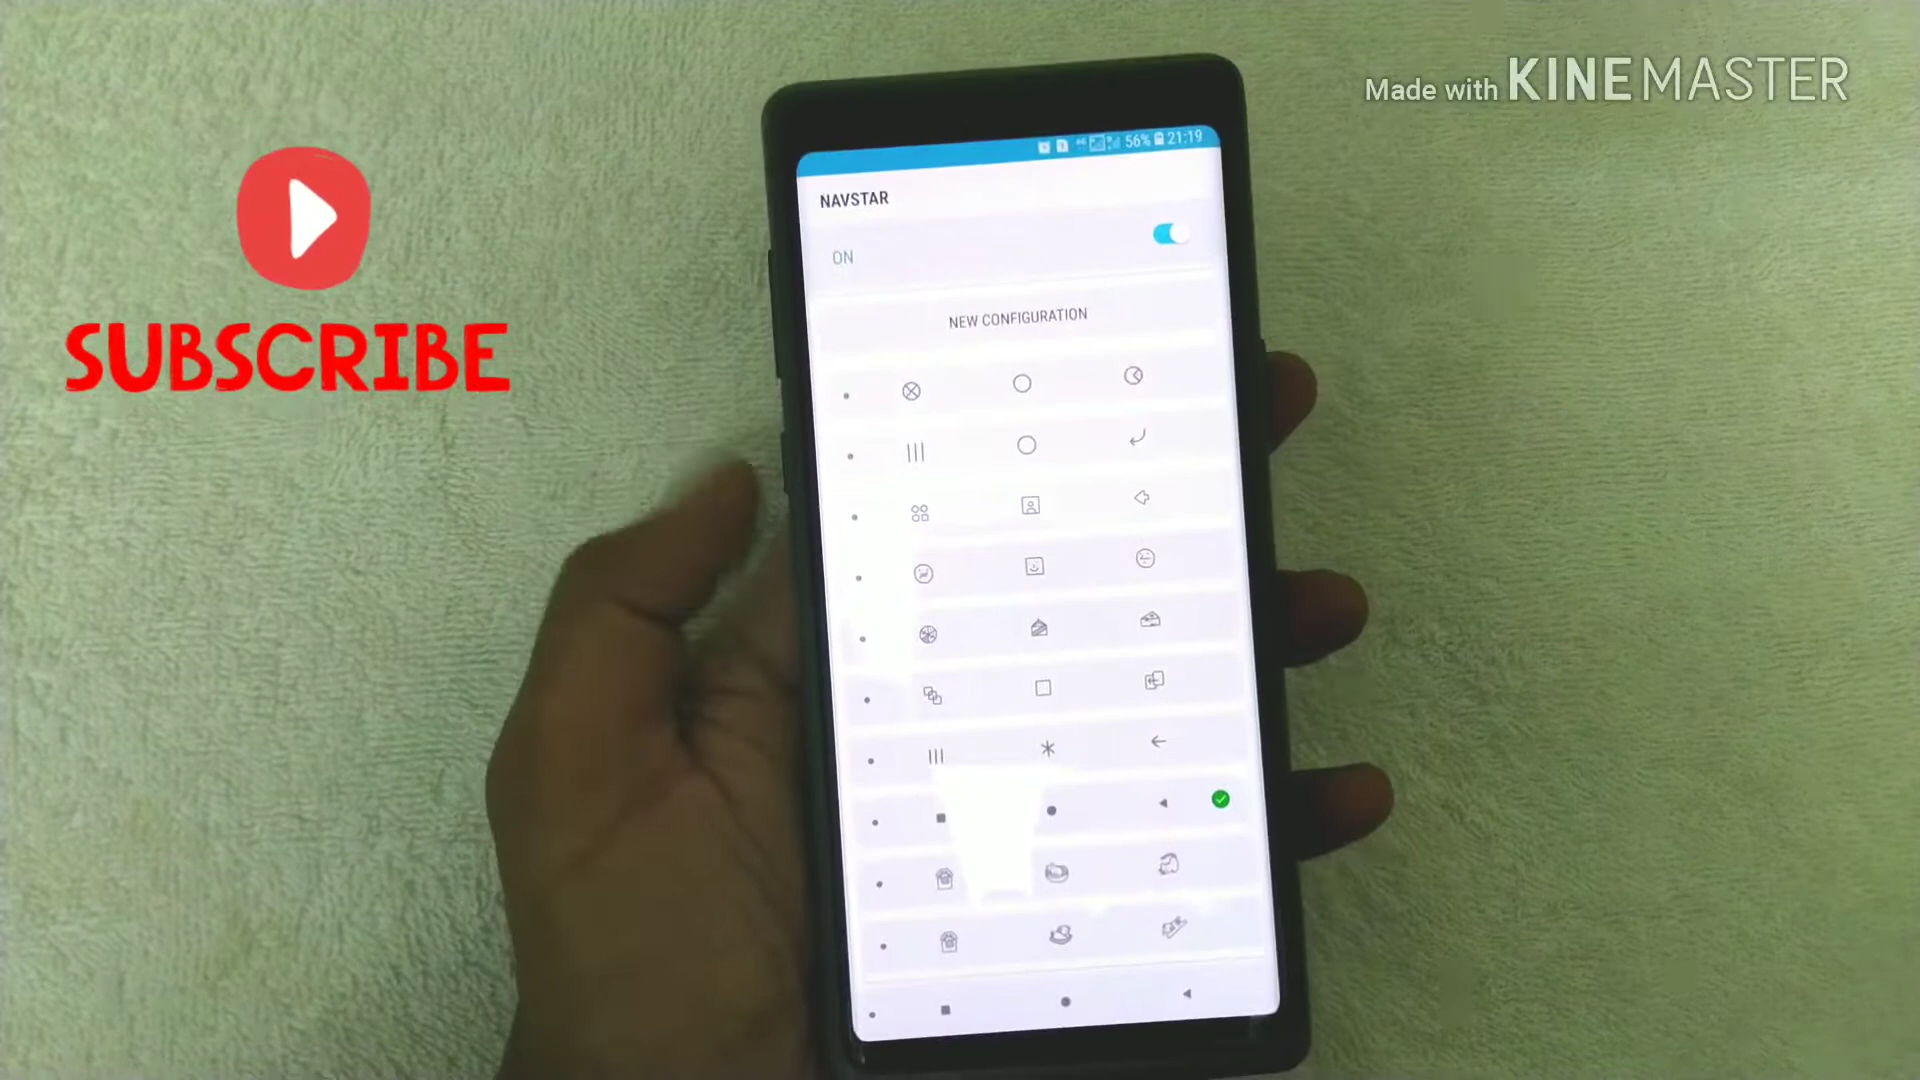 Made with KINEMASTER
56% 21:19
NAVSTAR
ON
SUBSCRIBE
NEW CONFIGURATION